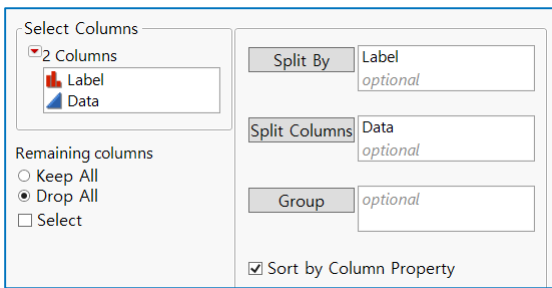 Select Columns
2 Columns
Label
Data
Remaining columns
Keep All
Drop All
Select
Split By
Label
optional
Split Columns
Data
optional
Group
optional
Sort by Column Property